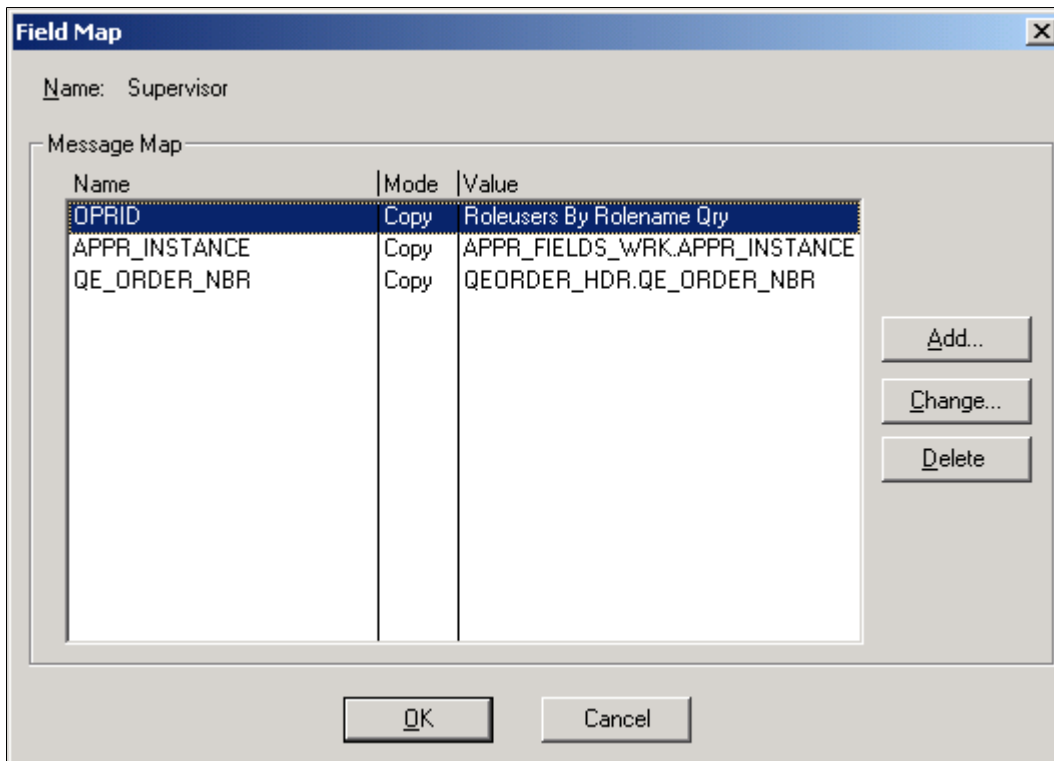 Field Map
Name: Supervisor
Message Map
Name Mode Value
OPRID Copy Roleusers By Rolename Qry
APPR_INSTANCE Copy APPR_FIELDS_WRK.APPR_INSTANCE
QE_ORDER_NBR Copy QEORDER_HDR.QE_ORDER_NBR
Add...
Change...
Delete
OK Cancel